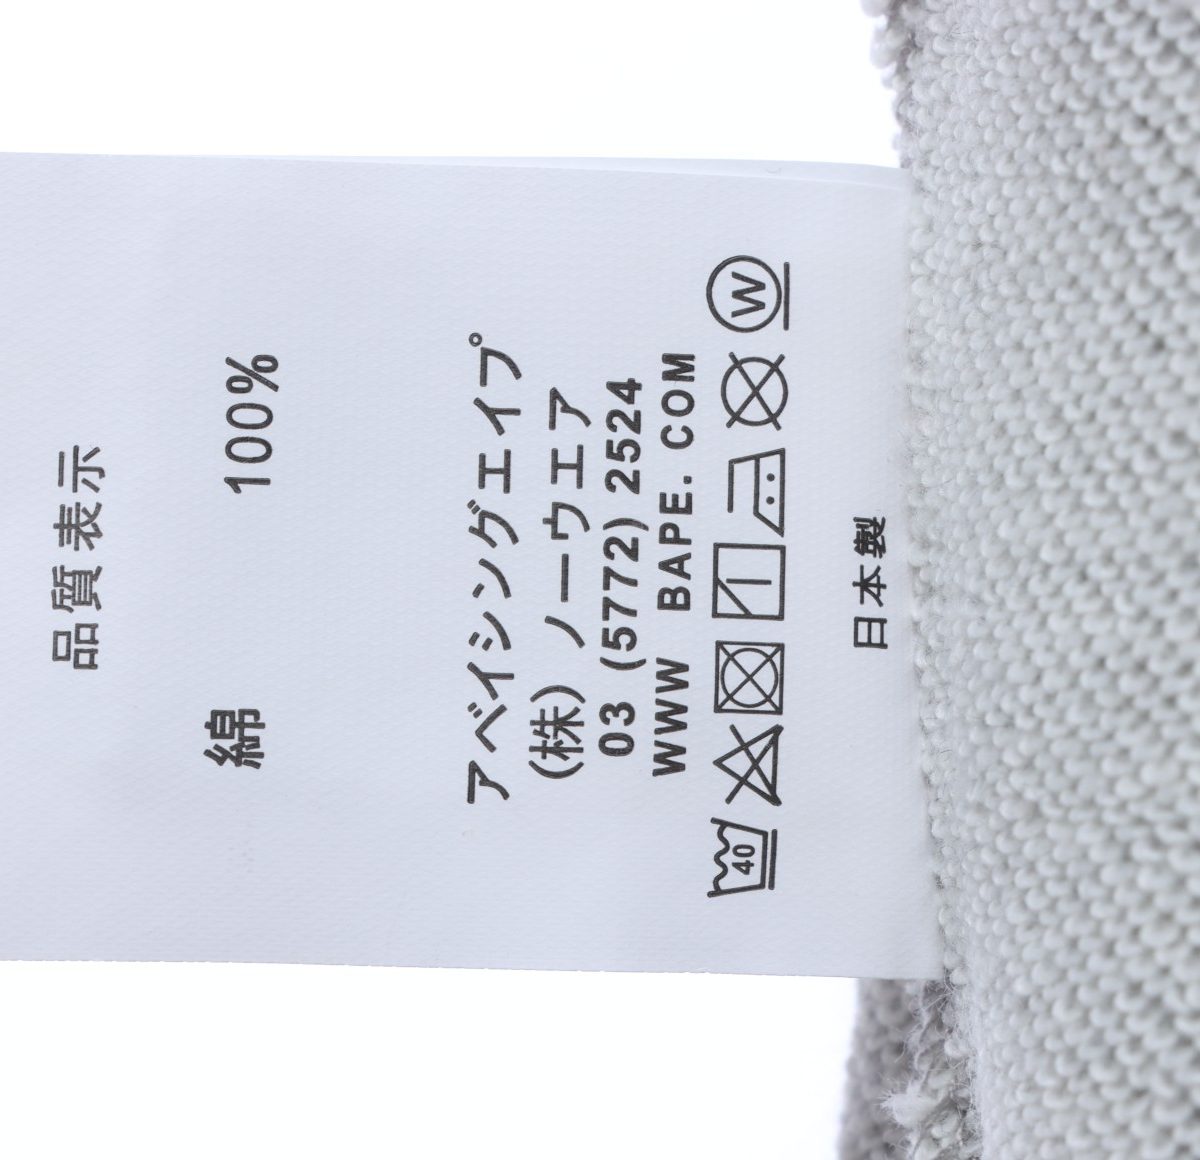 品質表示
綿 100%
アベイシングエイプ
(株) ノーウエア
03 (5772) 2524
WWW BAPE. COM
40 W
日本製